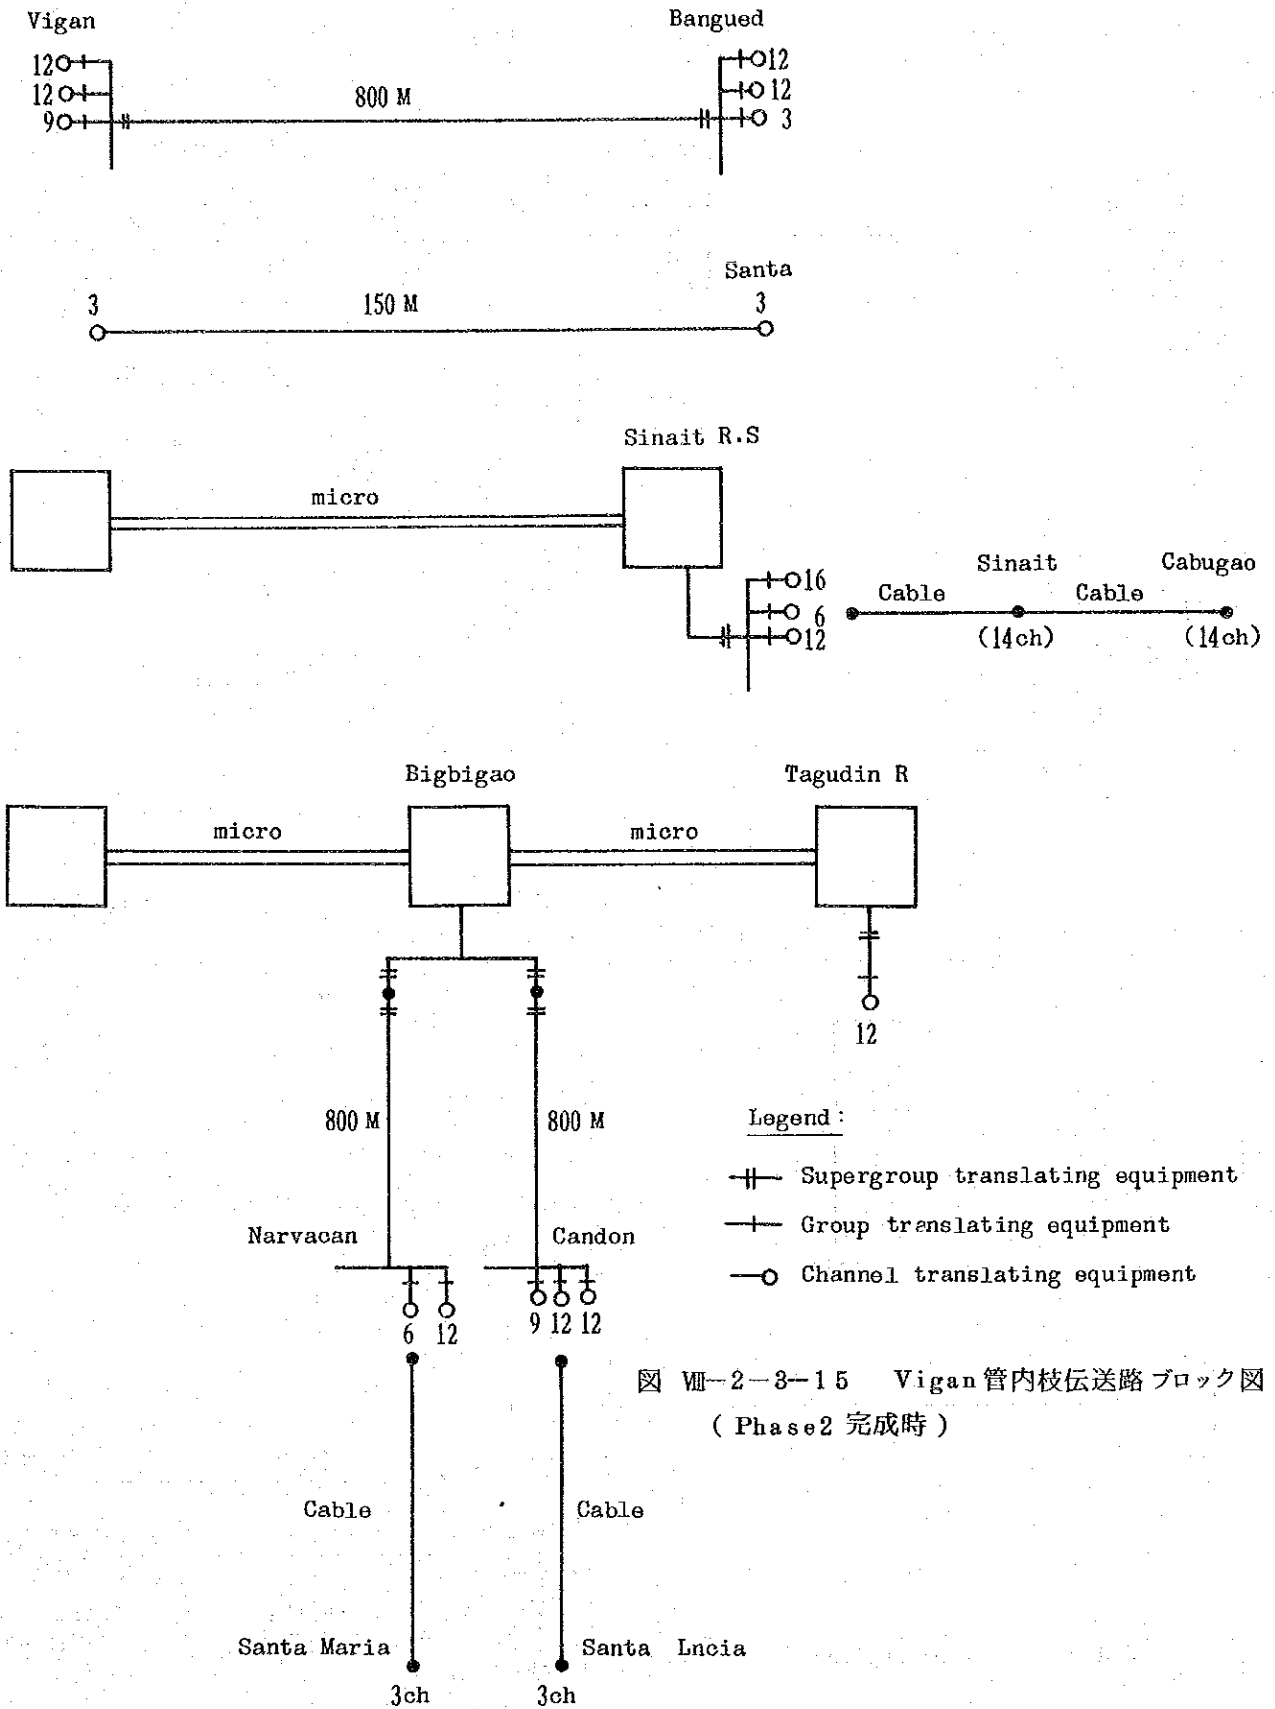 Vigan
Bangued
12
12
9
800 M
12
12
3
Santa
3
150 M
3
Sinait R.S
micro
16
6
12
Sinait
Cabugao
Cable
Cable
(14ch)
(14ch)
Bigbigao
Tagudin R
micro
micro
12
800 M
800 M
Legend :
Supergroup translating equipment
Group translating equipment
Channel translating equipment
Narvacan
Candon
6
12
9
12
12
図 Ⅷ-2-3-15 Vigan管内枝伝送路ブロック図
( Phase2 完成時 )
Cable
Cable
Santa Maria
Santa Lncia
3ch
3ch